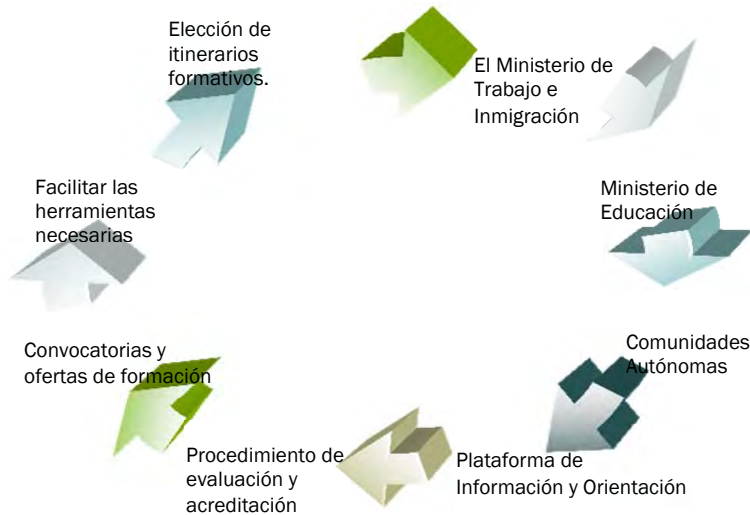 Elección de
itinerarios
formativos.
El Ministerio de
Trabajo e
Inmigración
Ministerio de
Educación
Comunidades
Autónomas
Plataforma de
Información y Orientación
Procedimiento de
evaluación y
acreditación
Convocatorias y
ofertas de formación
Facilitar las
herramientas
necesarias